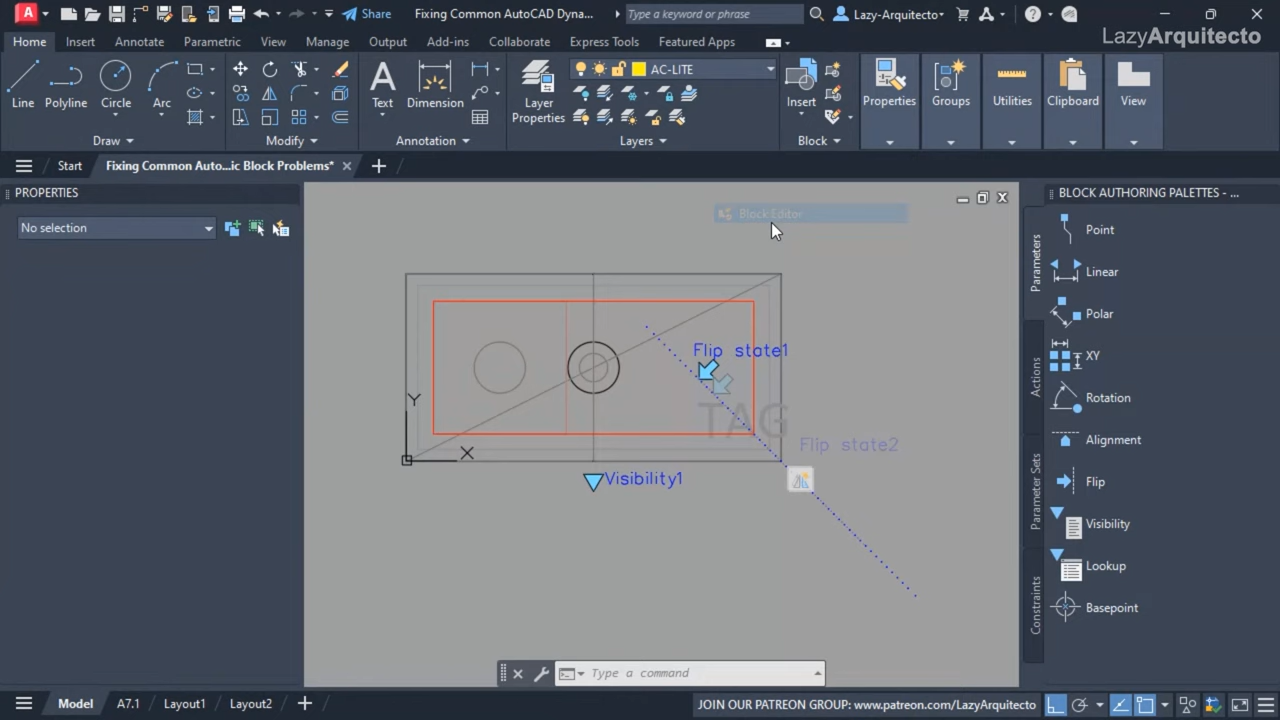 Share
Fixing Common AutoCAD Dyna...
Type a keyword or phrase
Lazy-Arquitecto
LazyArquitecto
Home
Insert
Annotate
Parametric
View
Manage
Output
Add-ins
Collaborate
Express Tools
Featured Apps
AC-LITE
Line
Polyline
Circle
Arc
Text
Dimension
Layer
Properties
Insert
Properties
Groups
Utilities
Clipboard
View
Draw
Modify
Annotation
Layers
Block
Start
Fixing Common Auto...ic Block Problems*
PROPERTIES
No selection
Block Editor
Flip state1
TAG
Flip state2
Visibility1
Y
X
BLOCK AUTHORING PALETTES - ...
Parameters
Actions
Parameter Sets
Constraints
Point
Linear
Polar
XY
Rotation
Alignment
Flip
Visibility
Lookup
Basepoint
Type a command
Model
A7.1
Layout1
Layout2
JOIN OUR PATREON GROUP: www.patreon.com/LazyArquitecto